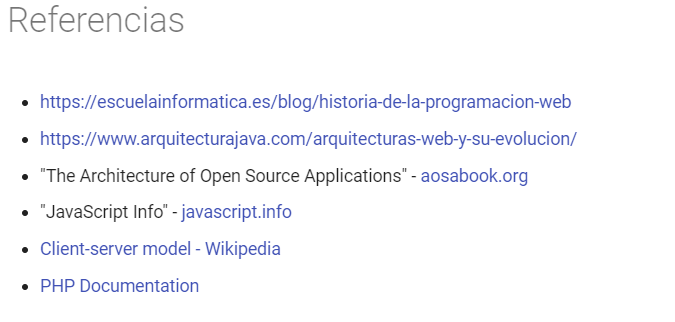 Referencias
https://escuelainformatica.es/blog/historia-de-la-programacion-web
https://www.arquitecturajava.com/arquitecturas-web-y-su-evolucion/
"The Architecture of Open Source Applications" - aosabook.org
"JavaScript Info" - javascript.info
Client-server model - Wikipedia
PHP Documentation